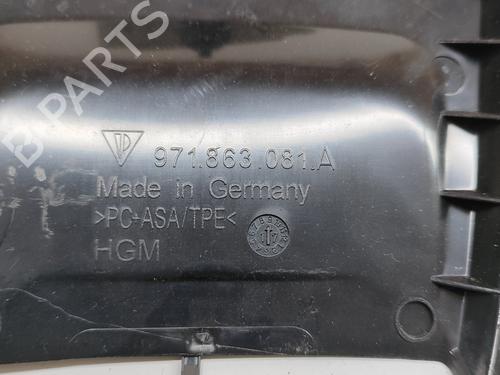 971.863.081.A
Made in Germany
>PC+ASA/TPE<
HGM
B-PARTS